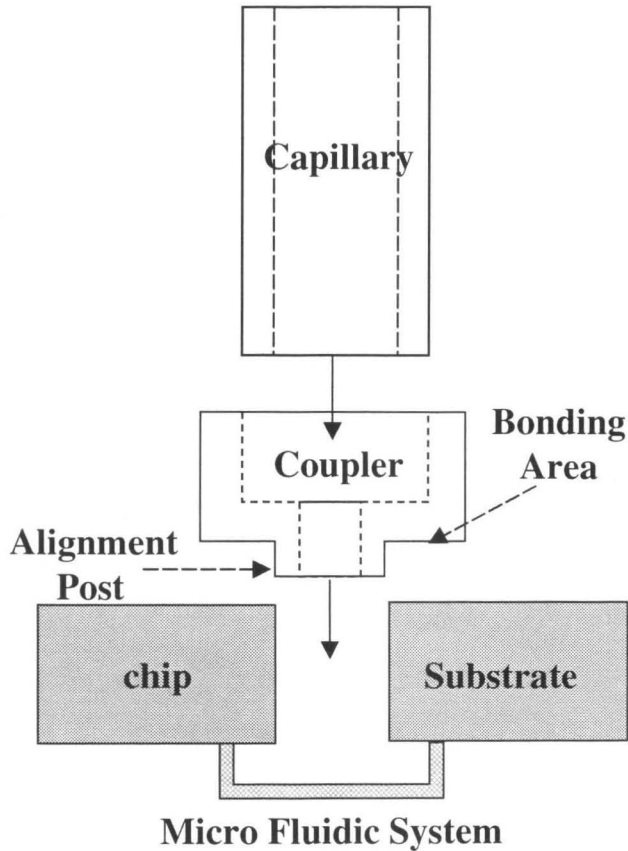 Capillary
Bonding
Area
Coupler
Alignment
Post
chip
Substrate
Micro Fluidic System